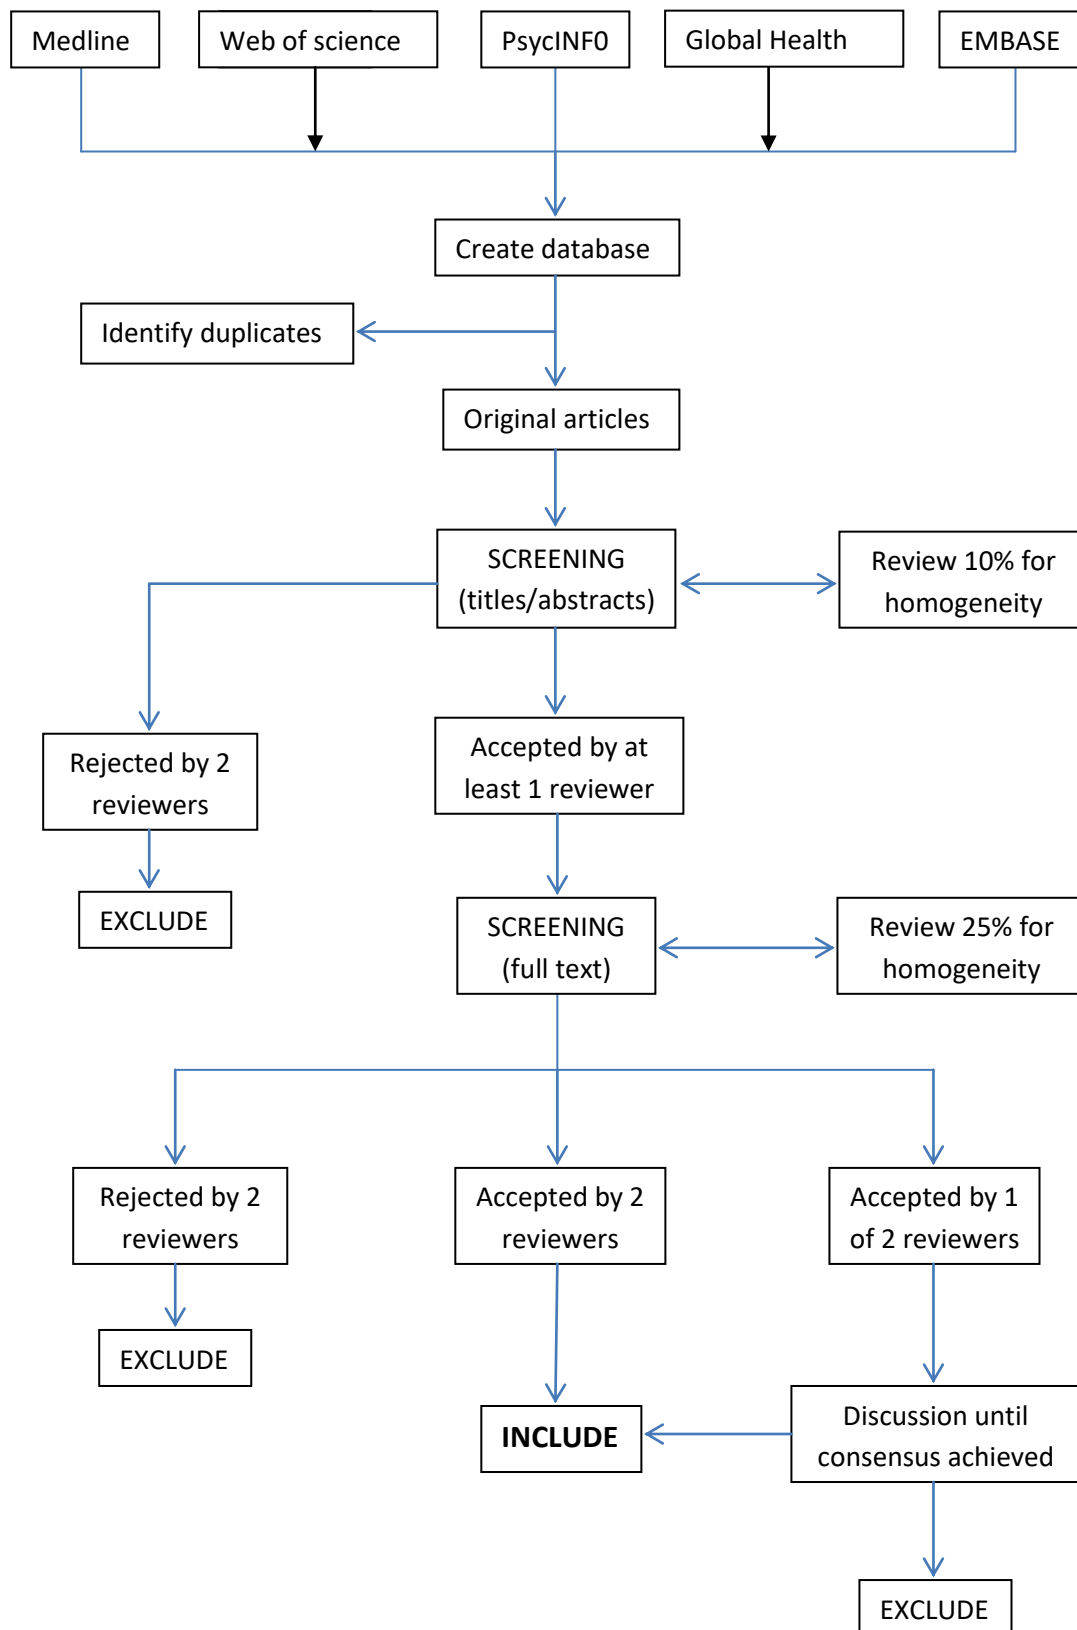 Medline
Web of science
PsycINF0
Global Health
EMBASE
Create database
Identify duplicates
Original articles
SCREENING
(titles/abstracts)
Review 10% for
homogeneity
Rejected by 2
reviewers
Accepted by at
least 1 reviewer
EXCLUDE
SCREENING
(full text)
Review 25% for
homogeneity
Rejected by 2
reviewers
Accepted by 2
reviewers
Accepted by 1
of 2 reviewers
EXCLUDE
INCLUDE
Discussion until
consensus achieved
EXCLUDE